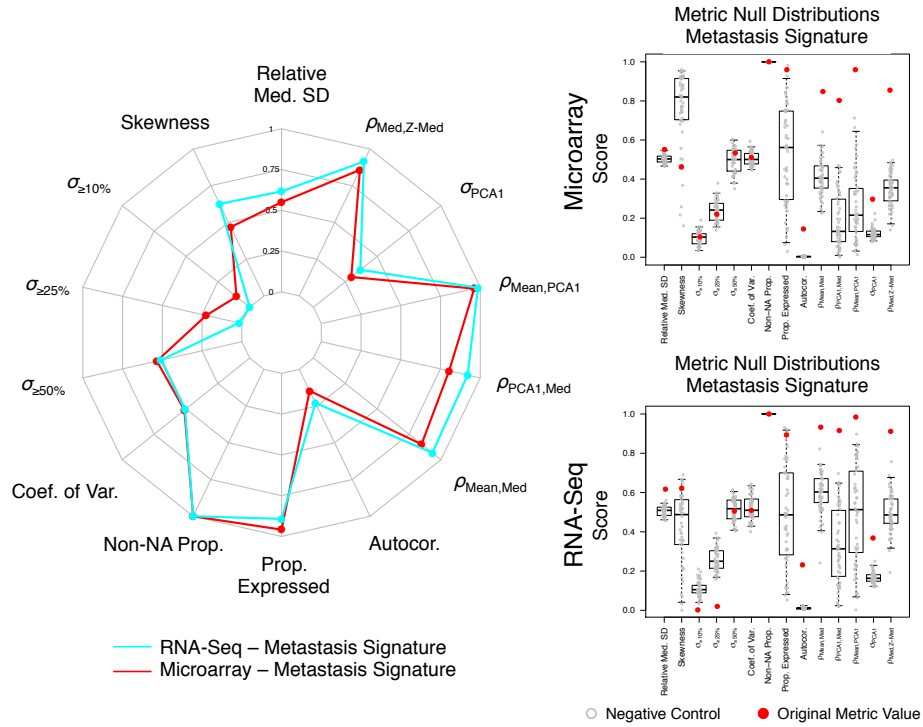 Relative
Med. SD
ρMed,Z-Med
σPCA1
ρMean,PCA1
ρPCA1,Med
ρMean,Med
Autocor.
Prop.
Expressed
Non-NA Prop.
Coef. of Var.
σ≥50%
σ≥25%
σ≥10%
Skewness
1
0.75
0.5
0.25
0
RNA-Seq – Metastasis Signature
Microarray – Metastasis Signature
Metric Null Distributions
Metastasis Signature
Microarray
Score
1.0
0.8
0.6
0.4
0.2
0.0
Relative Med. SD
Skewness
σ≥10%
σ≥25%
σ≥50%
Coef. of Var.
Non–NA Prop.
Prop. Expressed
Autocor.
ρMean,Med
ρPCA1,Med
ρMean,PCA1
σPCA1
ρMed,Z-Med
Metric Null Distributions
Metastasis Signature
RNA-Seq
Score
1.0
0.8
0.6
0.4
0.2
0.0
Relative Med. SD
Skewness
σ≥10%
σ≥25%
σ≥50%
Coef. of Var.
Non–NA Prop.
Prop. Expressed
Autocor.
ρMean,Med
ρPCA1,Med
ρMean,PCA1
σPCA1
ρMed,Z-Med
Negative Control
Original Metric Value